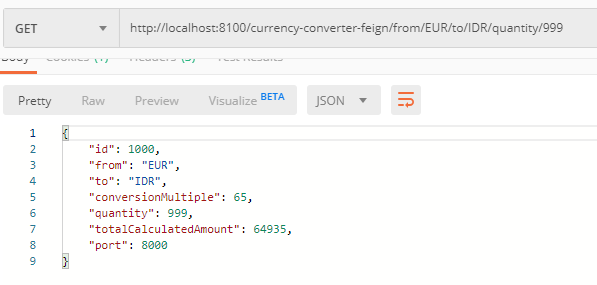 GET http://localhost:8100/currency-converter-feign/from/EUR/to/IDR/quantity/999
Body Cookies (1) Headers (3) Test Results
Pretty Raw Preview Visualize BETA JSON
1 {
2 "id": 1000,
3 "from": "EUR",
4 "to": "IDR",
5 "conversionMultiple": 65,
6 "quantity": 999,
7 "totalCalculatedAmount": 64935,
8 "port": 8000
9 }